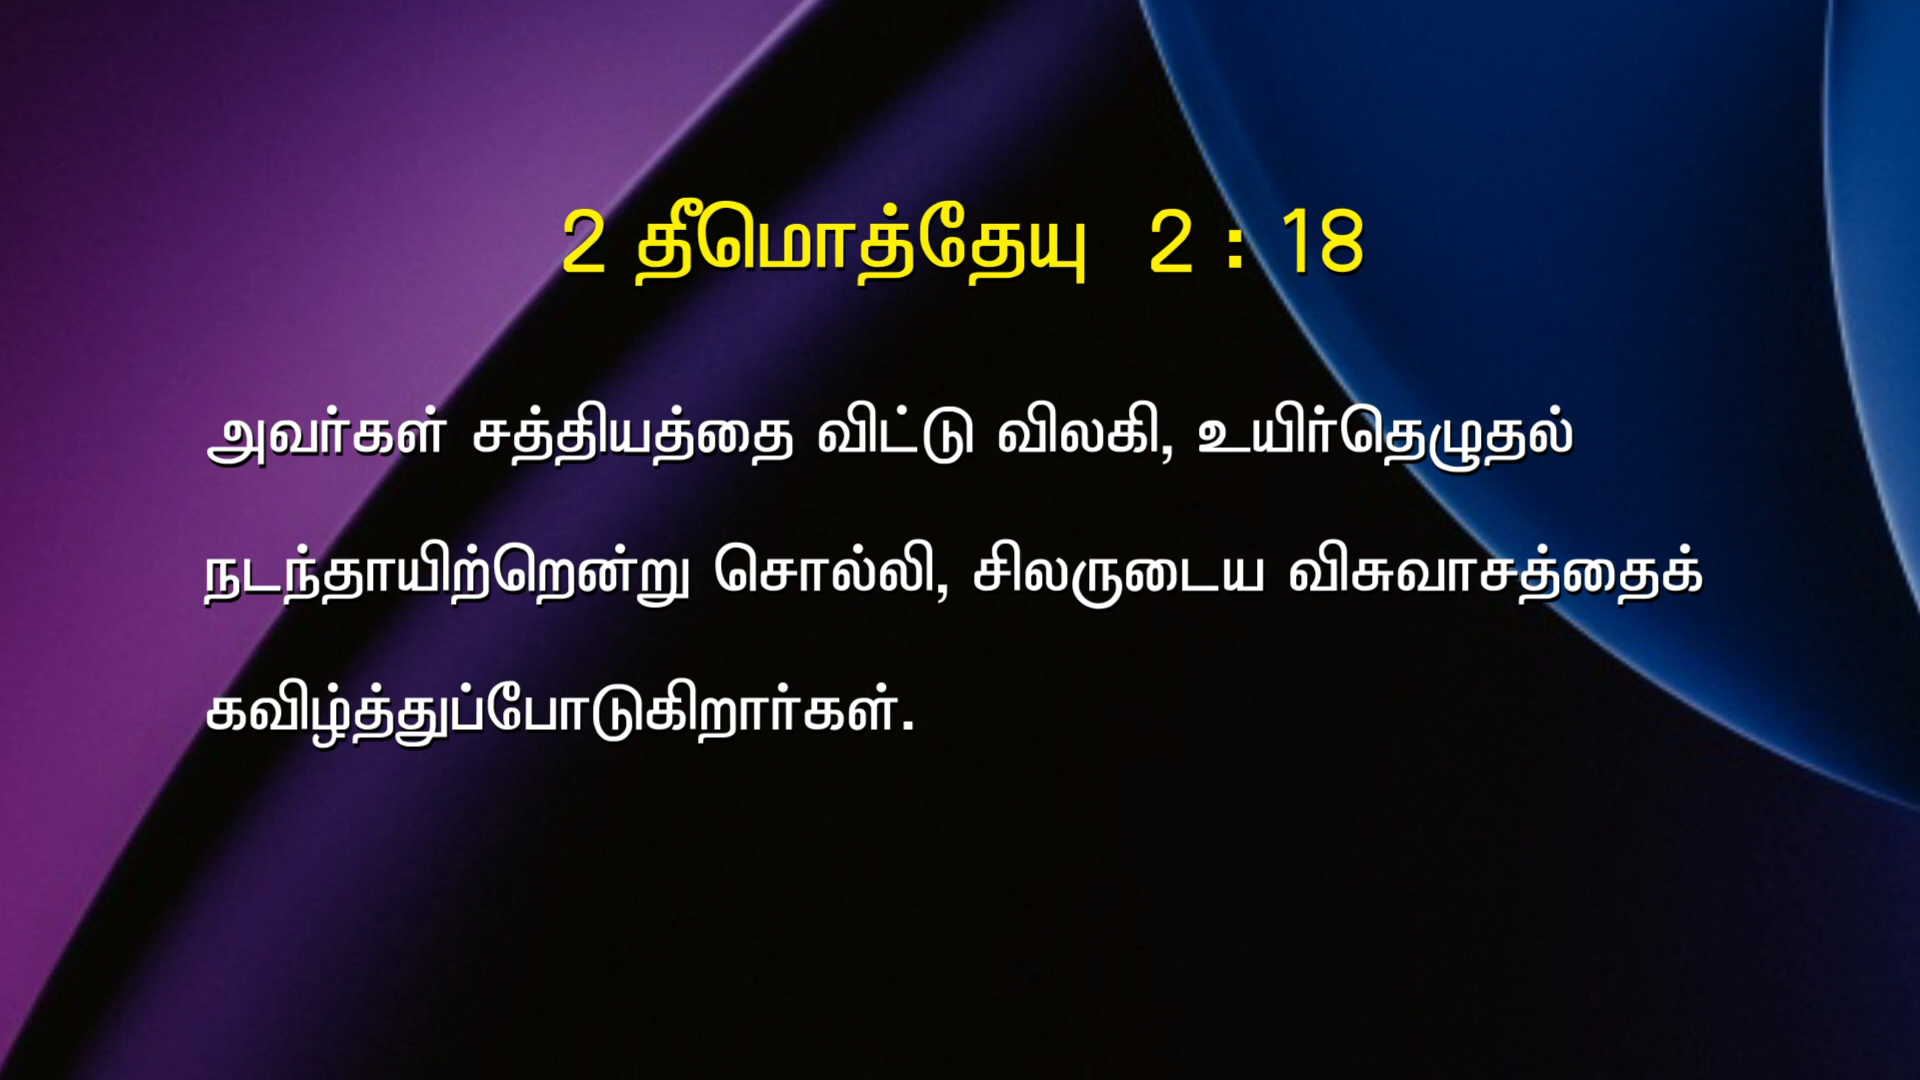 2 தீமொத்தேயு 2 : 18
அவர்கள் சத்தியத்தை விட்டு விலகி, உயிர்தெழுதல்
நடந்தாயிற்றென்று சொல்லி, சிலருடைய விசுவாசத்தைக்
கவிழ்த்துப்போடுகிறார்கள்.